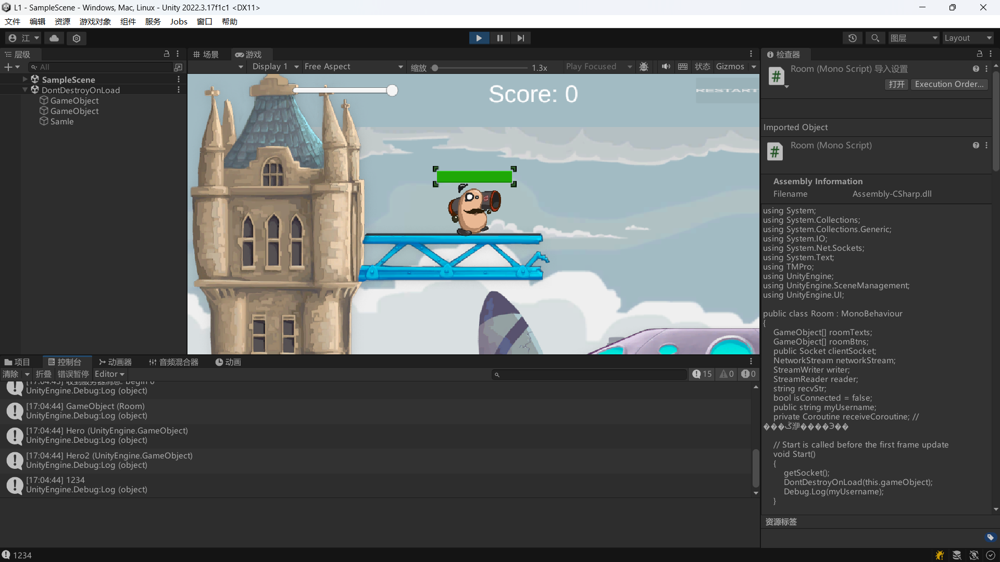 L1 - SampleScene - Windows, Mac, Linux - Unity 2022.3.17f1c1 <DX11>
文件 编辑 资源 游戏对象 组件 服务 Jobs 窗口 帮助
江 图层 Layout
层级
All
SampleScene
DontDestroyOnLoad
GameObject
GameObject
Samle
场景 游戏
Display 1 Free Aspect 缩放 1.3x Play Focused 状态 Gizmos
Score: 0
RESTART
项目 控制台 动画器 音频混合器 动画
清除 折叠 错误暂停 Editor 15 0 0
[17:04:43] 收到服务器消息: begin 0
UnityEngine.Debug:Log (object)
[17:04:44] GameObject (Room)
UnityEngine.Debug:Log (object)
[17:04:44] Hero (UnityEngine.GameObject)
UnityEngine.Debug:Log (object)
[17:04:44] Hero2 (UnityEngine.GameObject)
UnityEngine.Debug:Log (object)
[17:04:44] 1234
UnityEngine.Debug:Log (object)
1234
检查器
Room (Mono Script) 导入设置
打开 Execution Order...
Imported Object
Room (Mono Script)
Assembly Information
Filename Assembly-CSharp.dll
using System;
using System.Collections;
using System.Collections.Generic;
using System.IO;
using System.Net.Sockets;
using System.Text;
using TMPro;
using UnityEngine;
using UnityEngine.SceneManagement;
using UnityEngine.UI;
public class Room : MonoBehaviour
{
GameObject[] roomTexts;
GameObject[] roomBtns;
public Socket clientSocket;
NetworkStream networkStream;
StreamWriter writer;
StreamReader reader;
string recvStr;
bool isConnected = false;
public string myUsername;
private Coroutine receiveCoroutine; //
// Start is called before the first frame update
void Start()
{
getSocket();
DontDestroyOnLoad(this.gameObject);
Debug.Log(myUsername);
}
资源标签